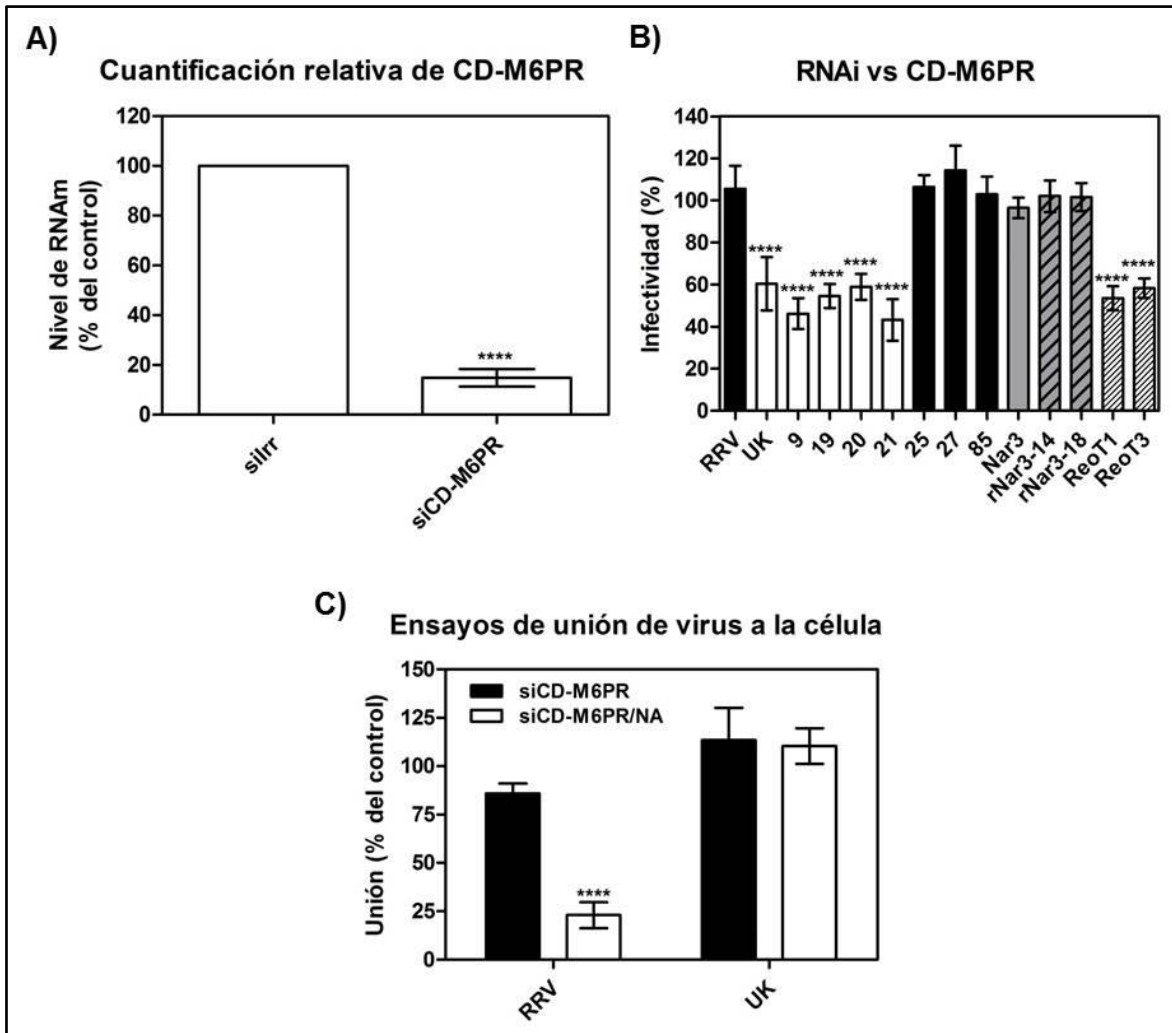 A)
Cuantificación relativa de CD-M6PR
Nivel de RNAm
(% del control)
120
100
80
60
40
20
0
****
siIrr
siCD-M6PR
B)
RNAi vs CD-M6PR
Infectividad (%)
140
120
100
80
60
40
20
0
****
****
****
****
****
****
****
RRV
UK
9
19
20
21
25
27
85
Nar3
rNar3-14
rNar3-18
ReoT1
ReoT3
C)
Ensayos de unión de virus a la célula
Unión (% del control)
150
125
100
75
50
25
0
siCD-M6PR
siCD-M6PR/NA
****
RRV
UK